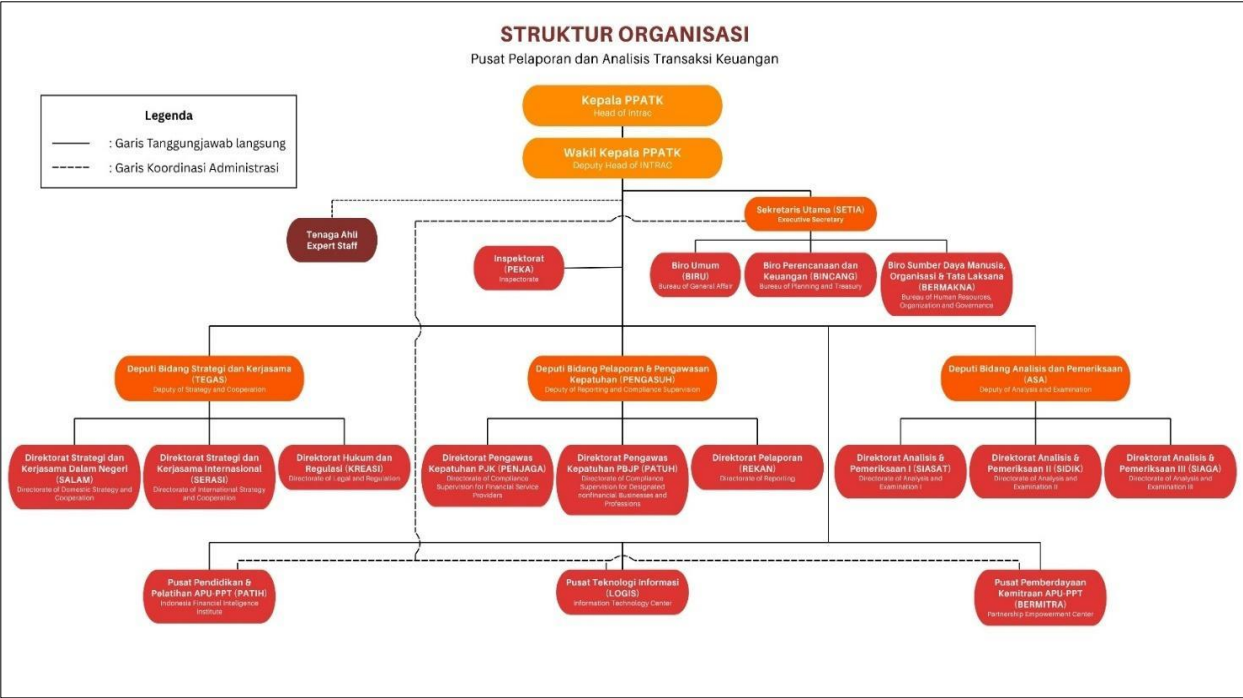 STRUKTUR ORGANISASI
Pusat Pelaporan dan Analisis Transaksi Keuangan
Legenda
: Garis Tanggungjawab langsung
: Garis Koordinasi Administrasi
Kepala PPATK
Head of Intrac
Wakil Kepala PPATK
Deputy Head of INTRAC
Tenaga Ahli
Expert Staff
Sekretaris Utama (SETIA)
Executive Secretary
Inspektorat
(PEKA)
Inspectorate
Biro Umum
(BIRU)
Bureau of General Affair
Biro Perencanaan dan
Keuangan (BINCANG)
Bureau of Planning and Treasury
Biro Sumber Daya Manusia,
Organisasi & Tata Laksana
(BERMAKNA)
Bureau of Human Resources,
Organization and Governance
Deputi Bidang Strategi dan Kerjasama
(TEGAS)
Deputy of Strategy and Cooperation
Deputi Bidang Pelaporan & Pengawasan
Kepatuhan (PENGASUH)
Deputy of Reporting and Compliance Supervision
Deputi Bidang Analisis dan Pemeriksaan
(ASA)
Deputy of Analysis and Examination
Direktorat Strategi dan
Kerjasama Dalam Negeri
(SALAM)
Directorate of Domestic Strategy and
Cooperation
Direktorat Strategi dan
Kerjasama Internasional
(SERASI)
Directorate of International Strategy
and Cooperation
Direktorat Hukum dan
Regulasi (KREASI)
Directorate of Legal and Regulation
Direktorat Pengawas
Kepatuhan PJK (PENJAGA)
Directorate of Compliance
Supervision for Financial Service
Providers
Direktorat Pengawas
Kepatuhan PBJP (PATUH)
Directorate of Compliance
Supervision for Designated
nonfinancial Businesses and
Professions
Direktorat Pelaporan
(REKAN)
Directorate of Reporting
Direktorat Analisis &
Pemeriksaan I (SIASAT)
Directorate of Analysis and
Examination I
Direktorat Analisis &
Pemeriksaan II (SIDIK)
Directorate of Analysis and
Examination II
Direktorat Analisis &
Pemeriksaan III (SIAGA)
Directorate of Analysis and
Examination III
Pusat Pendidikan &
Pelatihan APU-PPT (PATIH)
Indonesia Financial Inteligence
Institute
Pusat Teknologi Informasi
(LOGIS)
Information Technology Center
Pusat Pemberdayaan
Kemitraan APU-PPT
(BERMITRA)
Partnership Empowerment Center